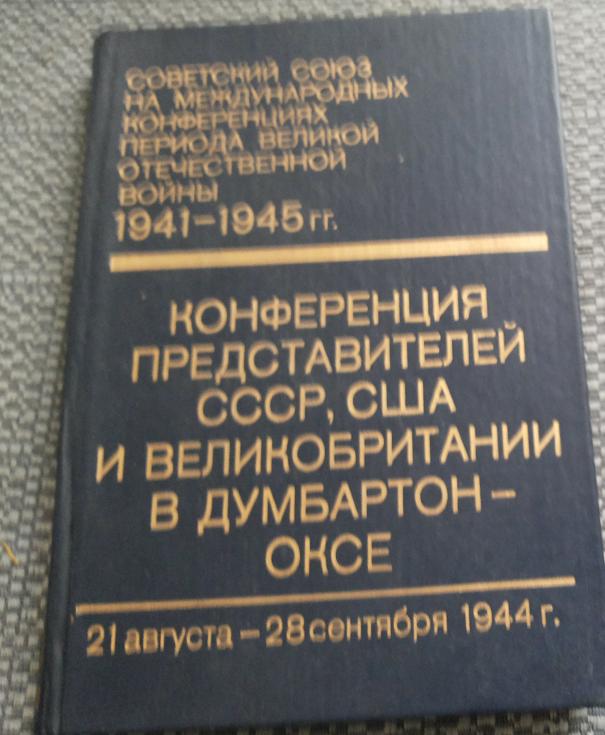 СОВЕТСКИЙ СОЮЗ
НА МЕЖДУНАРОДНЫХ
КОНФЕРЕНЦИЯХ
ПЕРИОДА ВЕЛИКОЙ
ОТЕЧЕСТВЕННОЙ
ВОЙНЫ
1941-1945 гг.
КОНФЕРЕНЦИЯ
ПРЕДСТАВИТЕЛЕЙ
СССР, США
И ВЕЛИКОБРИТАНИИ
В ДУМБАРТОН-
ОКСЕ
21 августа - 28 сентября 1944 г.